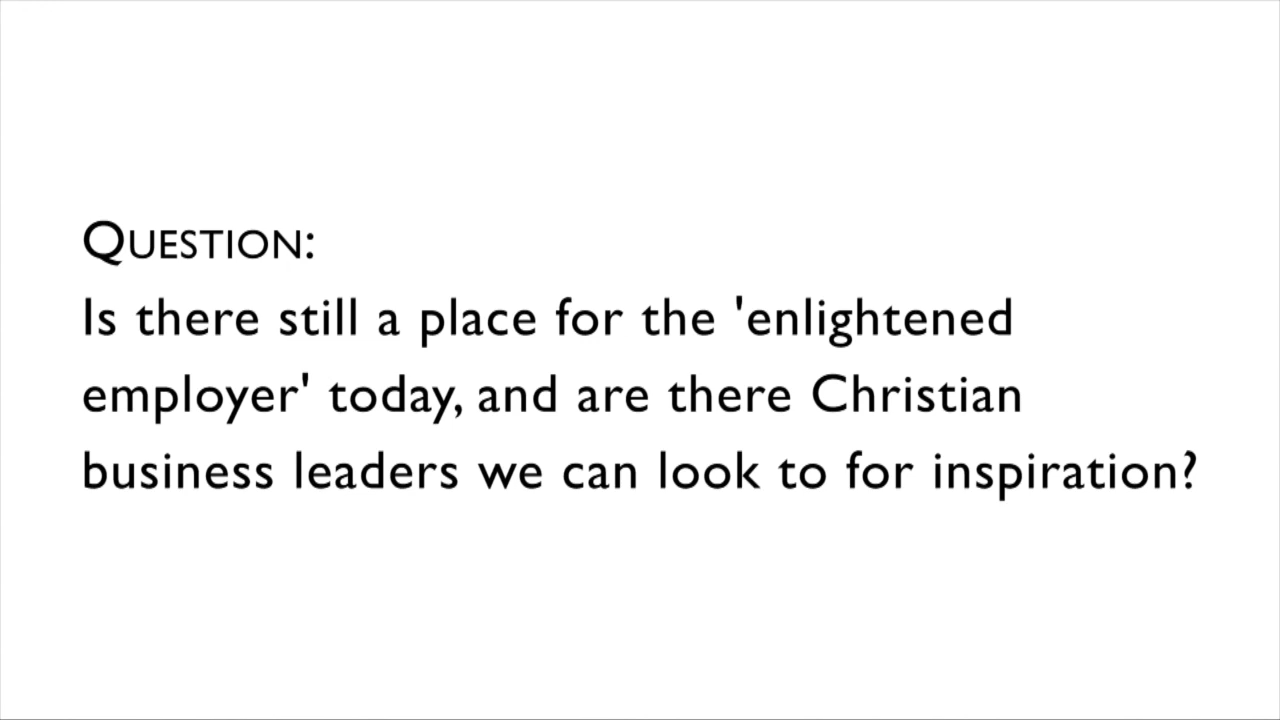 QUESTION:
Is there still a place for the 'enlightened
employer' today, and are there Christian
business leaders we can look to for inspiration?